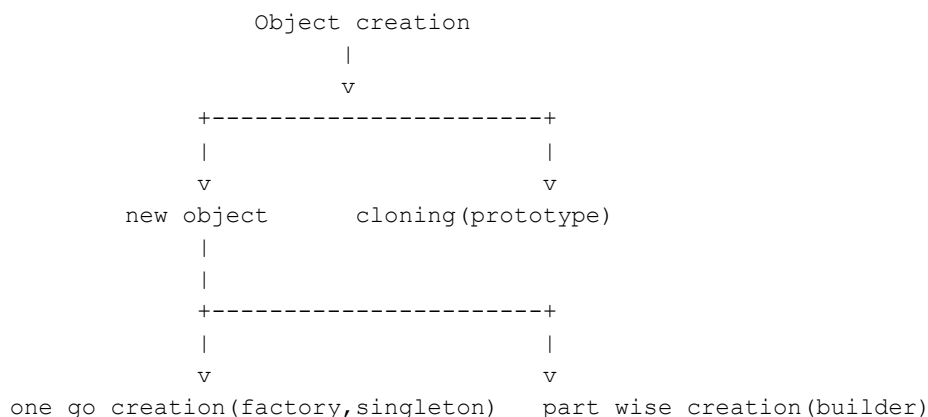 Object creation
|
v
+-----------------------+
| |
v v
new object cloning(prototype)
|
|
+-----------------------+
| |
v v
one go creation(factory,singleton) part wise creation(builder)